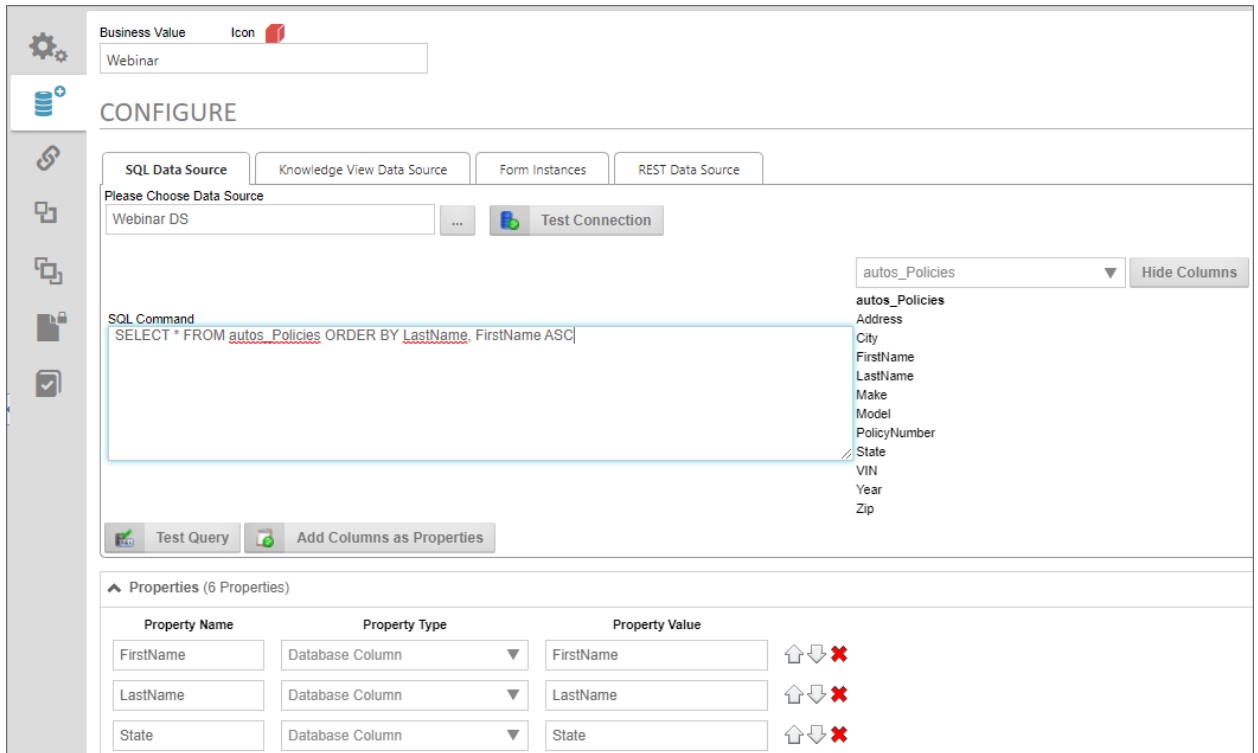 Business Value Icon
Webinar
CONFIGURE
SQL Data Source Knowledge View Data Source Form Instances REST Data Source
Please Choose Data Source
Webinar DS ... Test Connection
autos_Policies Hide Columns
autos_Policies
Address
City
FirstName
LastName
Make
Model
PolicyNumber
State
VIN
Year
Zip
SQL Command
SELECT * FROM autos_Policies ORDER BY LastName, FirstName ASC
Test Query Add Columns as Properties
Properties (6 Properties)
Property Name Property Type Property Value
FirstName Database Column FirstName
LastName Database Column LastName
State Database Column State